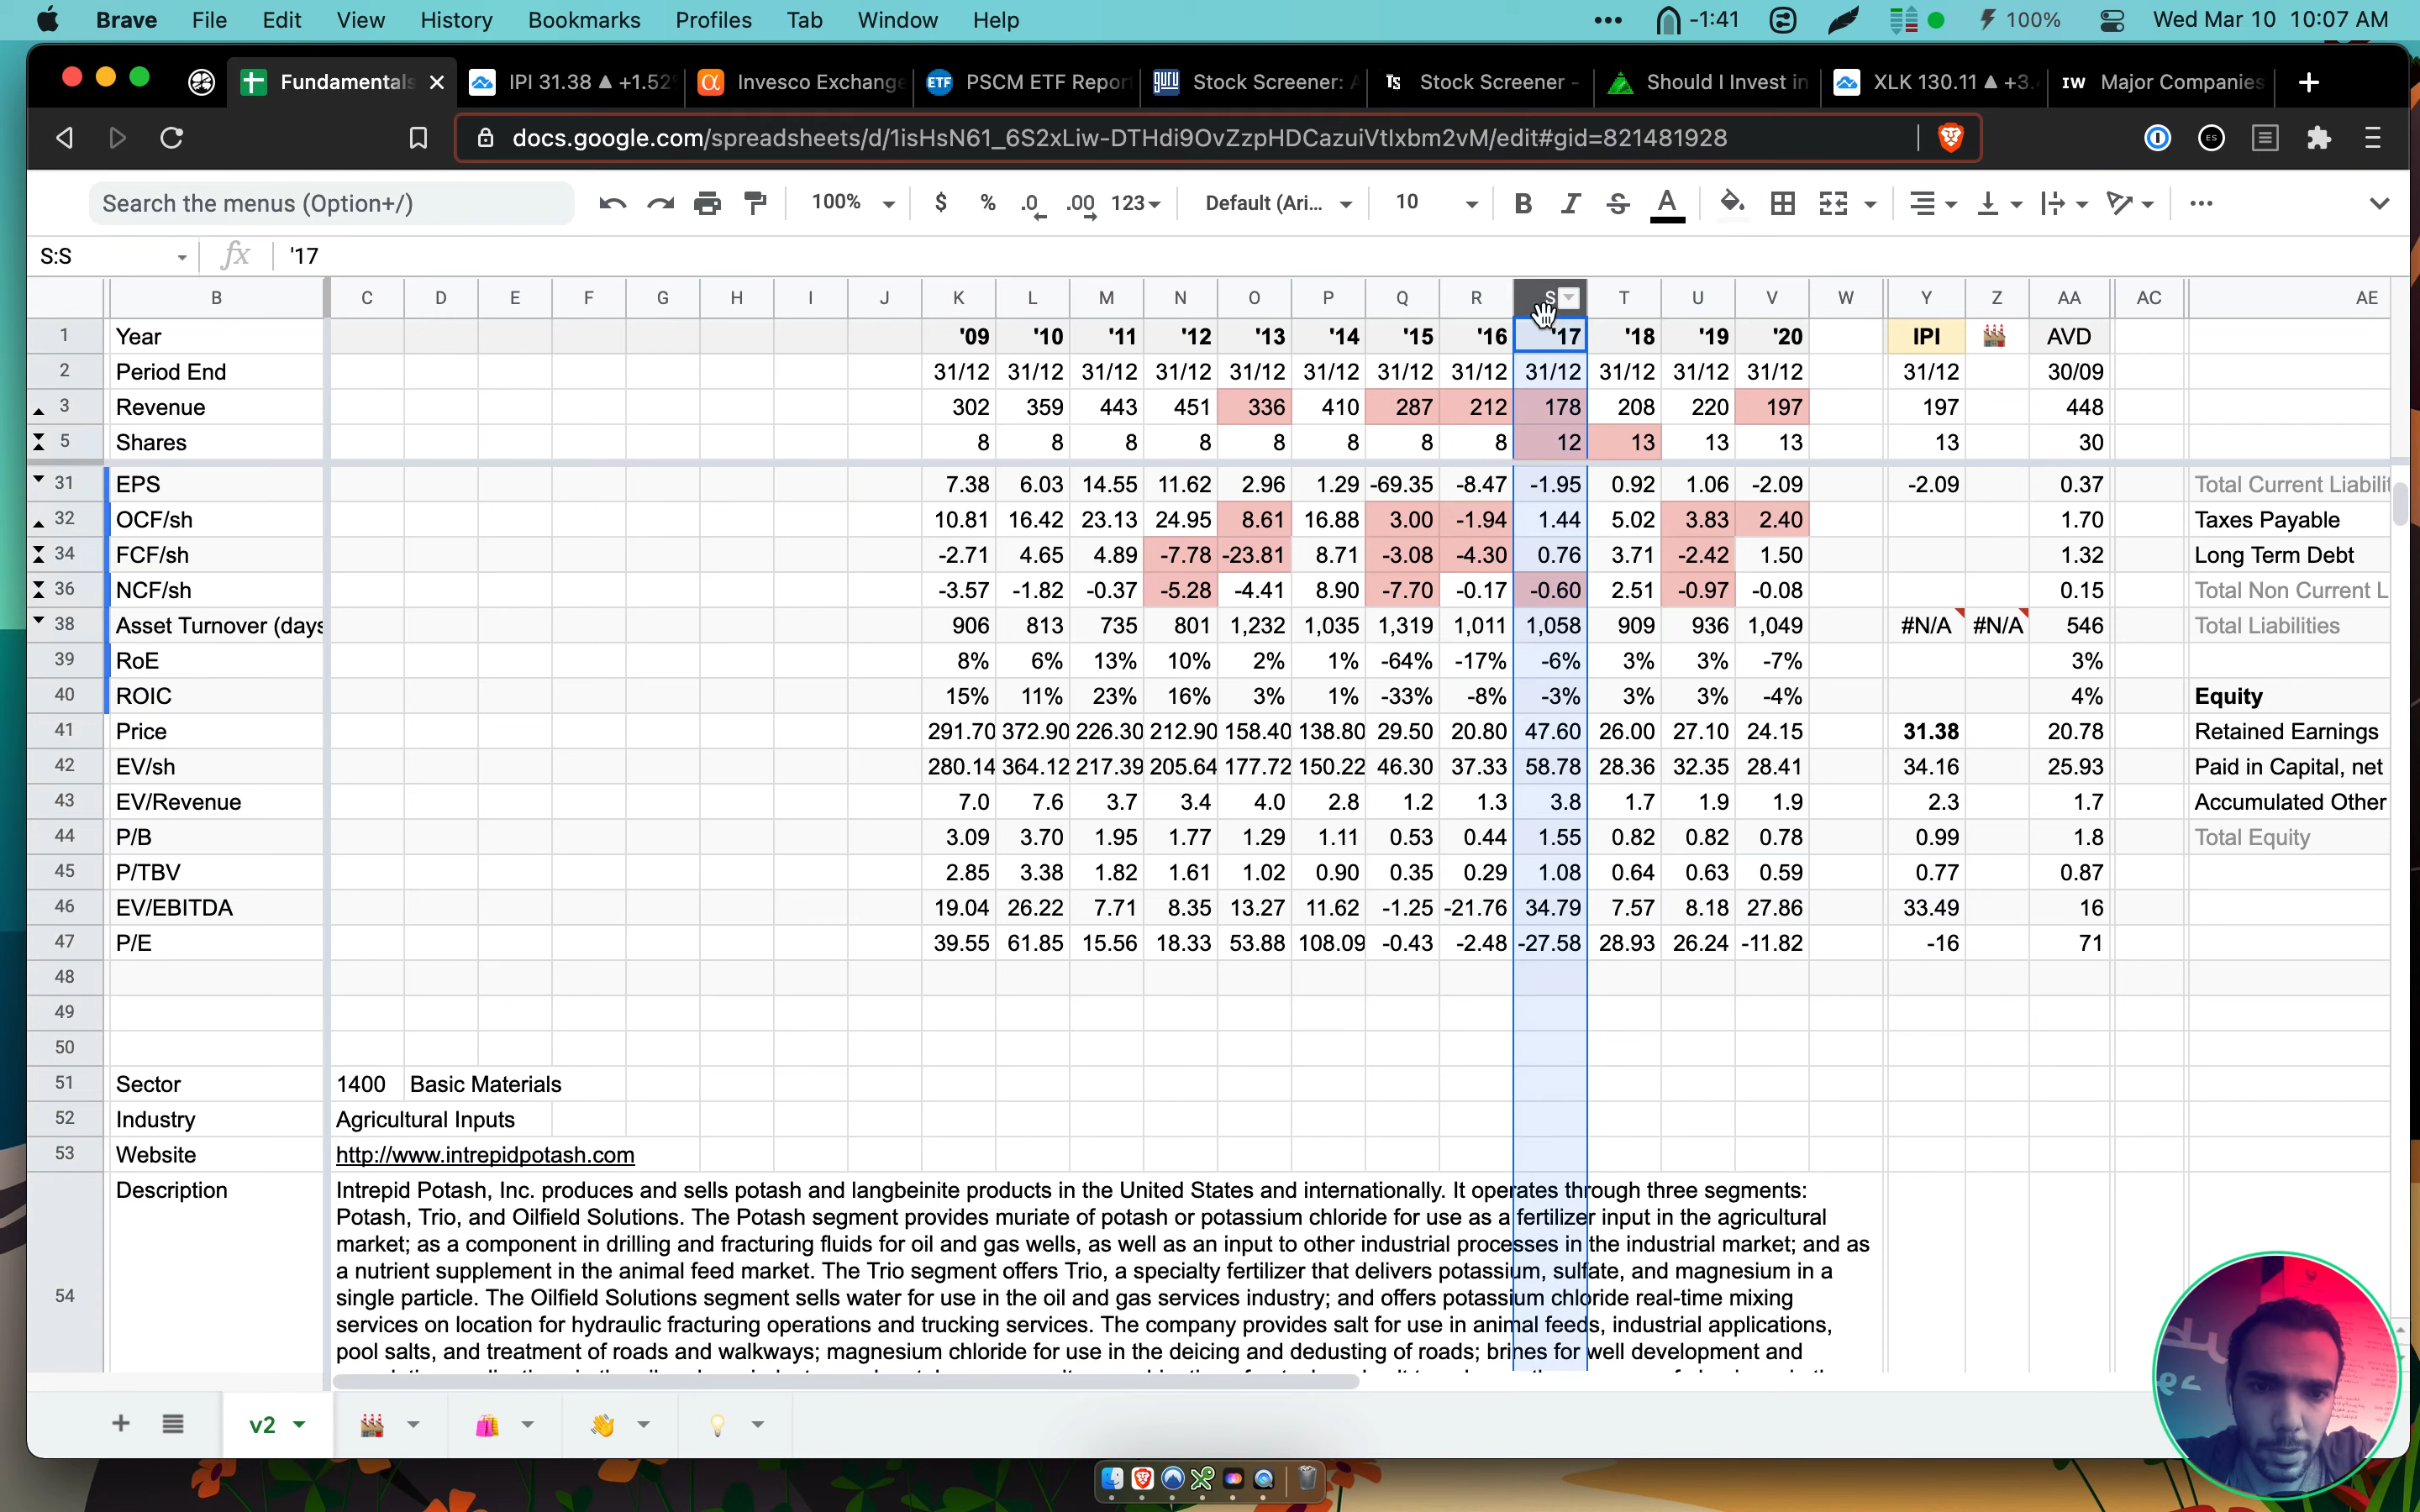 Brave File Edit View History Bookmarks Profiles Tab Window Help ••• -1:41 100% Wed Mar 10 10:07 AM
Fundamentals IPI 31.38 ▲ +1.52% Invesco Exchange ETF PSCM ETF Report guru Stock Screener: A TS Stock Screener - Should I Invest in XLK 130.11 ▲ +3. IW Major Companies
docs.google.com/spreadsheets/d/1isHsN61_6S2xLiw-DTHdi9OvZzpHDCazuiVtIxbm2vM/edit#gid=821481928 ES
Search the menus (Option+/) 100% $ % .0 .00 123 Default (Ari... 10 B I S A
S:S fx '17
B C D E F G H I J K L M N O P Q R S T U V W Y Z AA AC AE
1 Year '09 '10 '11 '12 '13 '14 '15 '16 '17 '18 '19 '20 IPI AVD
2 Period End 31/12 31/12 31/12 31/12 31/12 31/12 31/12 31/12 31/12 31/12 31/12 31/12 31/12 30/09
3 Revenue 302 359 443 451 336 410 287 212 178 208 220 197 197 448
5 Shares 8 8 8 8 8 8 8 8 12 13 13 13 13 30
31 EPS 7.38 6.03 14.55 11.62 2.96 1.29 -69.35 -8.47 -1.95 0.92 1.06 -2.09 -2.09 0.37 Total Current Liabilit
32 OCF/sh 10.81 16.42 23.13 24.95 8.61 16.88 3.00 -1.94 1.44 5.02 3.83 2.40 1.70 Taxes Payable
34 FCF/sh -2.71 4.65 4.89 -7.78 -23.81 8.71 -3.08 -4.30 0.76 3.71 -2.42 1.50 1.32 Long Term Debt
36 NCF/sh -3.57 -1.82 -0.37 -5.28 -4.41 8.90 -7.70 -0.17 -0.60 2.51 -0.97 -0.08 0.15 Total Non Current L
38 Asset Turnover (days 906 813 735 801 1,232 1,035 1,319 1,011 1,058 909 936 1,049 #N/A #N/A 546 Total Liabilities
39 RoE 8% 6% 13% 10% 2% 1% -64% -17% -6% 3% 3% -7% 3%
40 ROIC 15% 11% 23% 16% 3% 1% -33% -8% -3% 3% 3% -4% 4% Equity
41 Price 291.70 372.90 226.30 212.90 158.40 138.80 29.50 20.80 47.60 26.00 27.10 24.15 31.38 20.78 Retained Earnings
42 EV/sh 280.14 364.12 217.39 205.64 177.72 150.22 46.30 37.33 58.78 28.36 32.35 28.41 34.16 25.93 Paid in Capital, net
43 EV/Revenue 7.0 7.6 3.7 3.4 4.0 2.8 1.2 1.3 3.8 1.7 1.9 1.9 2.3 1.7 Accumulated Other
44 P/B 3.09 3.70 1.95 1.77 1.29 1.11 0.53 0.44 1.55 0.82 0.82 0.78 0.99 1.8 Total Equity
45 P/TBV 2.85 3.38 1.82 1.61 1.02 0.90 0.35 0.29 1.08 0.64 0.63 0.59 0.77 0.87
46 EV/EBITDA 19.04 26.22 7.71 8.35 13.27 11.62 -1.25 -21.76 34.79 7.57 8.18 27.86 33.49 16
47 P/E 39.55 61.85 15.56 18.33 53.88 108.09 -0.43 -2.48 -27.58 28.93 26.24 -11.82 -16 71
48
49
50
51 Sector 1400 Basic Materials
52 Industry Agricultural Inputs
53 Website http://www.intrepidpotash.com
54 Description Intrepid Potash, Inc. produces and sells potash and langbeinite products in the United States and internationally. It operates through three segments:
Potash, Trio, and Oilfield Solutions. The Potash segment provides muriate of potash or potassium chloride for use as a fertilizer input in the agricultural
market; as a component in drilling and fracturing fluids for oil and gas wells, as well as an input to other industrial processes in the industrial market; and as
a nutrient supplement in the animal feed market. The Trio segment offers Trio, a specialty fertilizer that delivers potassium, sulfate, and magnesium in a
single particle. The Oilfield Solutions segment sells water for use in the oil and gas services industry; and offers potassium chloride real-time mixing
services on location for hydraulic fracturing operations and trucking services. The company provides salt for use in animal feeds, industrial applications,
pool salts, and treatment of roads and walkways; magnesium chloride for use in the deicing and dedusting of roads; brines for well development and
v2